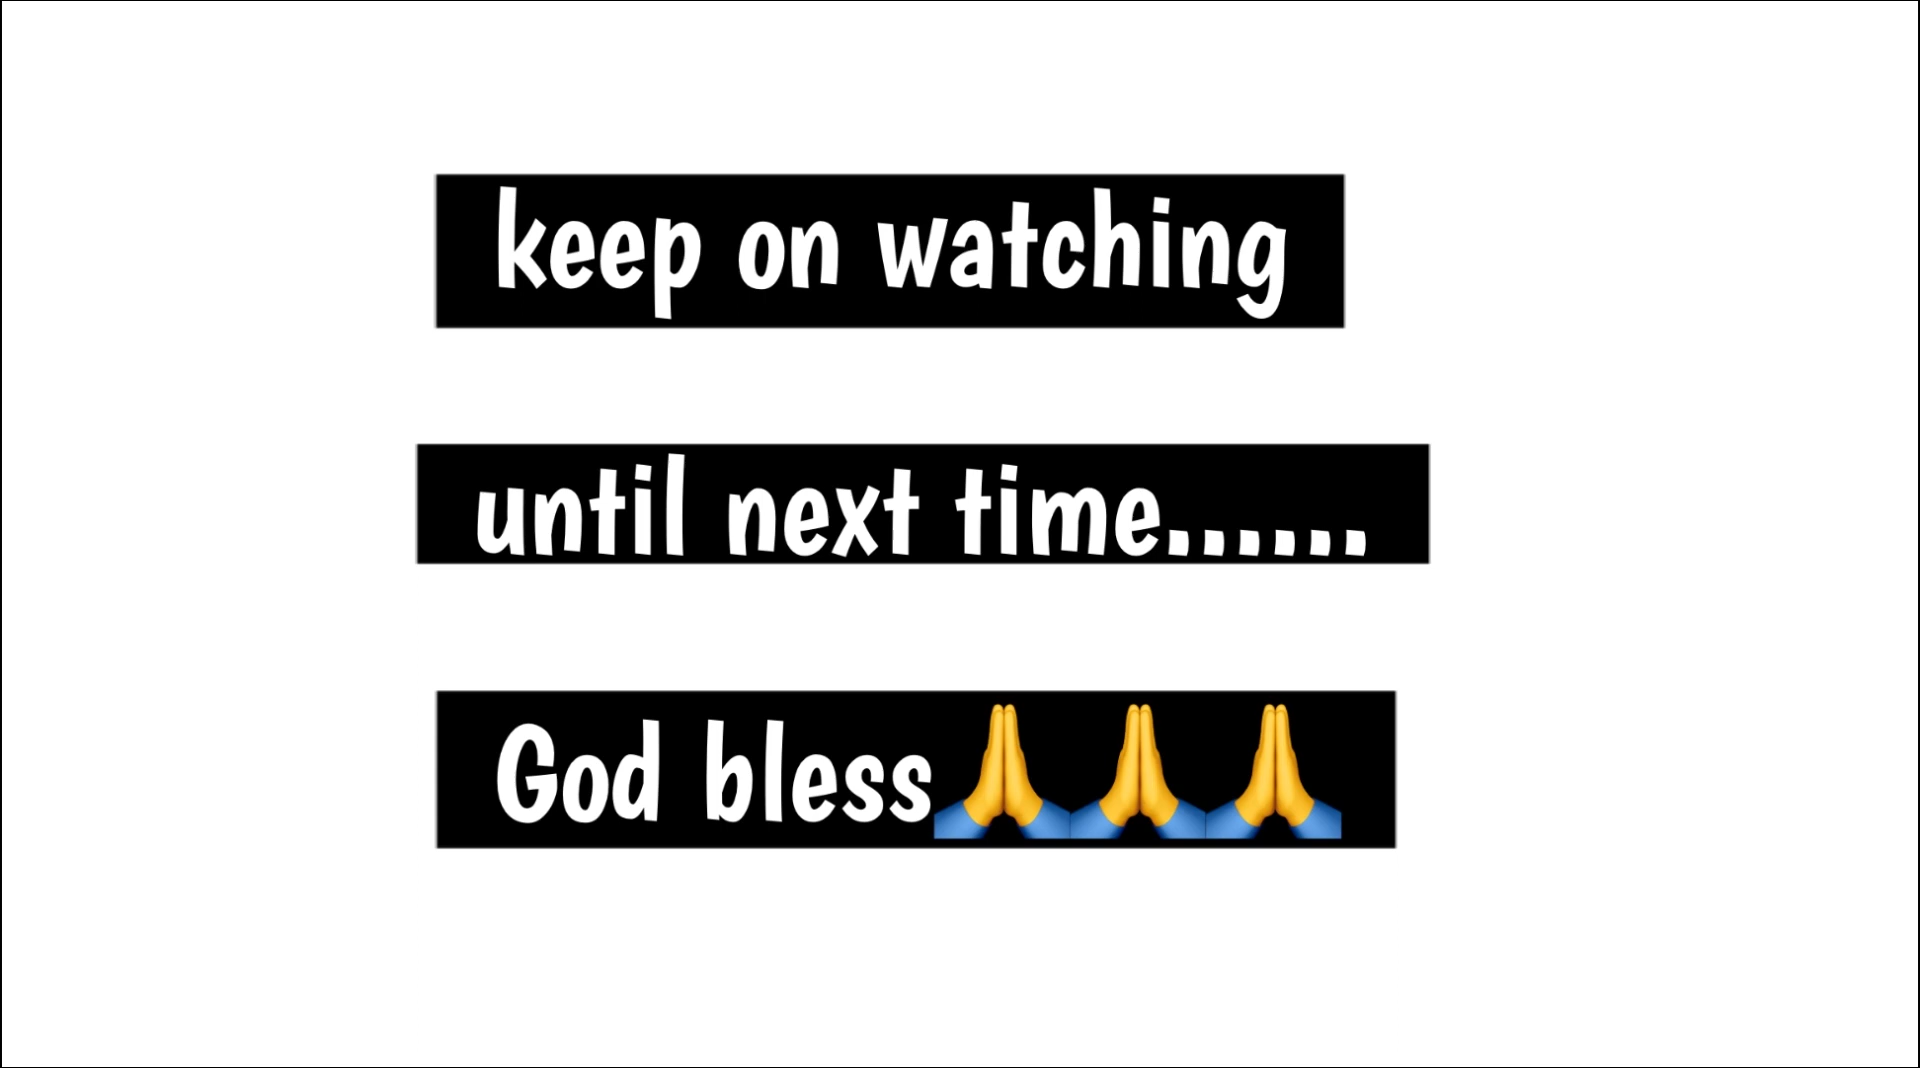 keep on watching
until next time......
God bless🙏🙏🙏